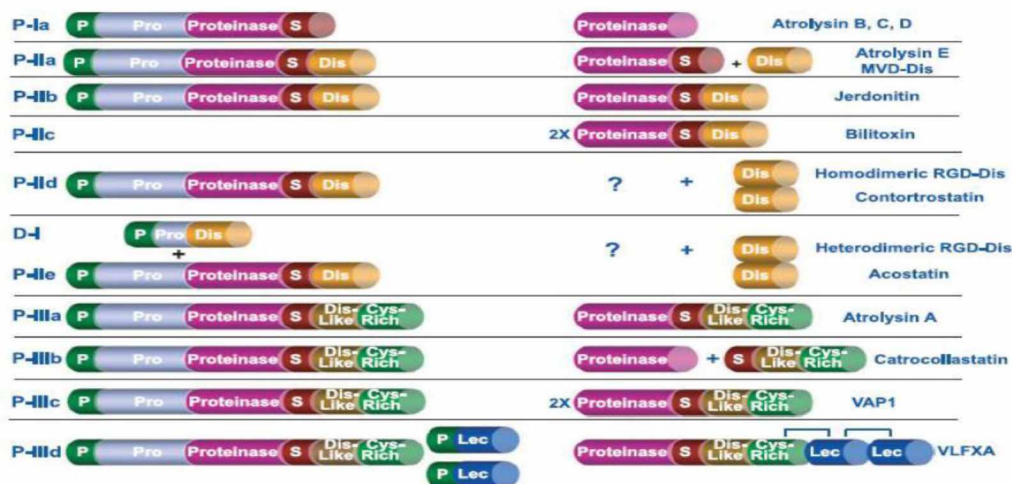 P-Ia P Pro Proteinase S Proteinase Atrolysin B, C, D
P-IIa P Pro Proteinase S Dis Proteinase S + Dis Atrolysin E
MVD-Dis
P-IIb P Pro Proteinase S Dis Proteinase S Dis Jerdonitin
P-IIc 2X Proteinase S Dis Bilitoxin
P-IId P Pro Proteinase S Dis ? + Dis Homodimeric RGD-Dis
Dis Contortrostatin
D-I P Pro Dis
+ ? + Dis Heterodimeric RGD-Dis
P-IIe P Pro Proteinase S Dis Dis Acostatin
P-IIIa P Pro Proteinase S Dis-Like Cys-Rich Proteinase S Dis-Like Cys-Rich Atrolysin A
P-IIIb P Pro Proteinase S Dis-Like Cys-Rich Proteinase + S Dis-Like Cys-Rich Catrocollastatin
P-IIIc P Pro Proteinase S Dis-Like Cys-Rich 2X Proteinase S Dis-Like Cys-Rich VAP1
P Lec
P-IIId P Pro Proteinase S Dis-Like Cys-Rich Proteinase S Dis-Like Cys-Rich Lec Lec VLFXA
P Lec